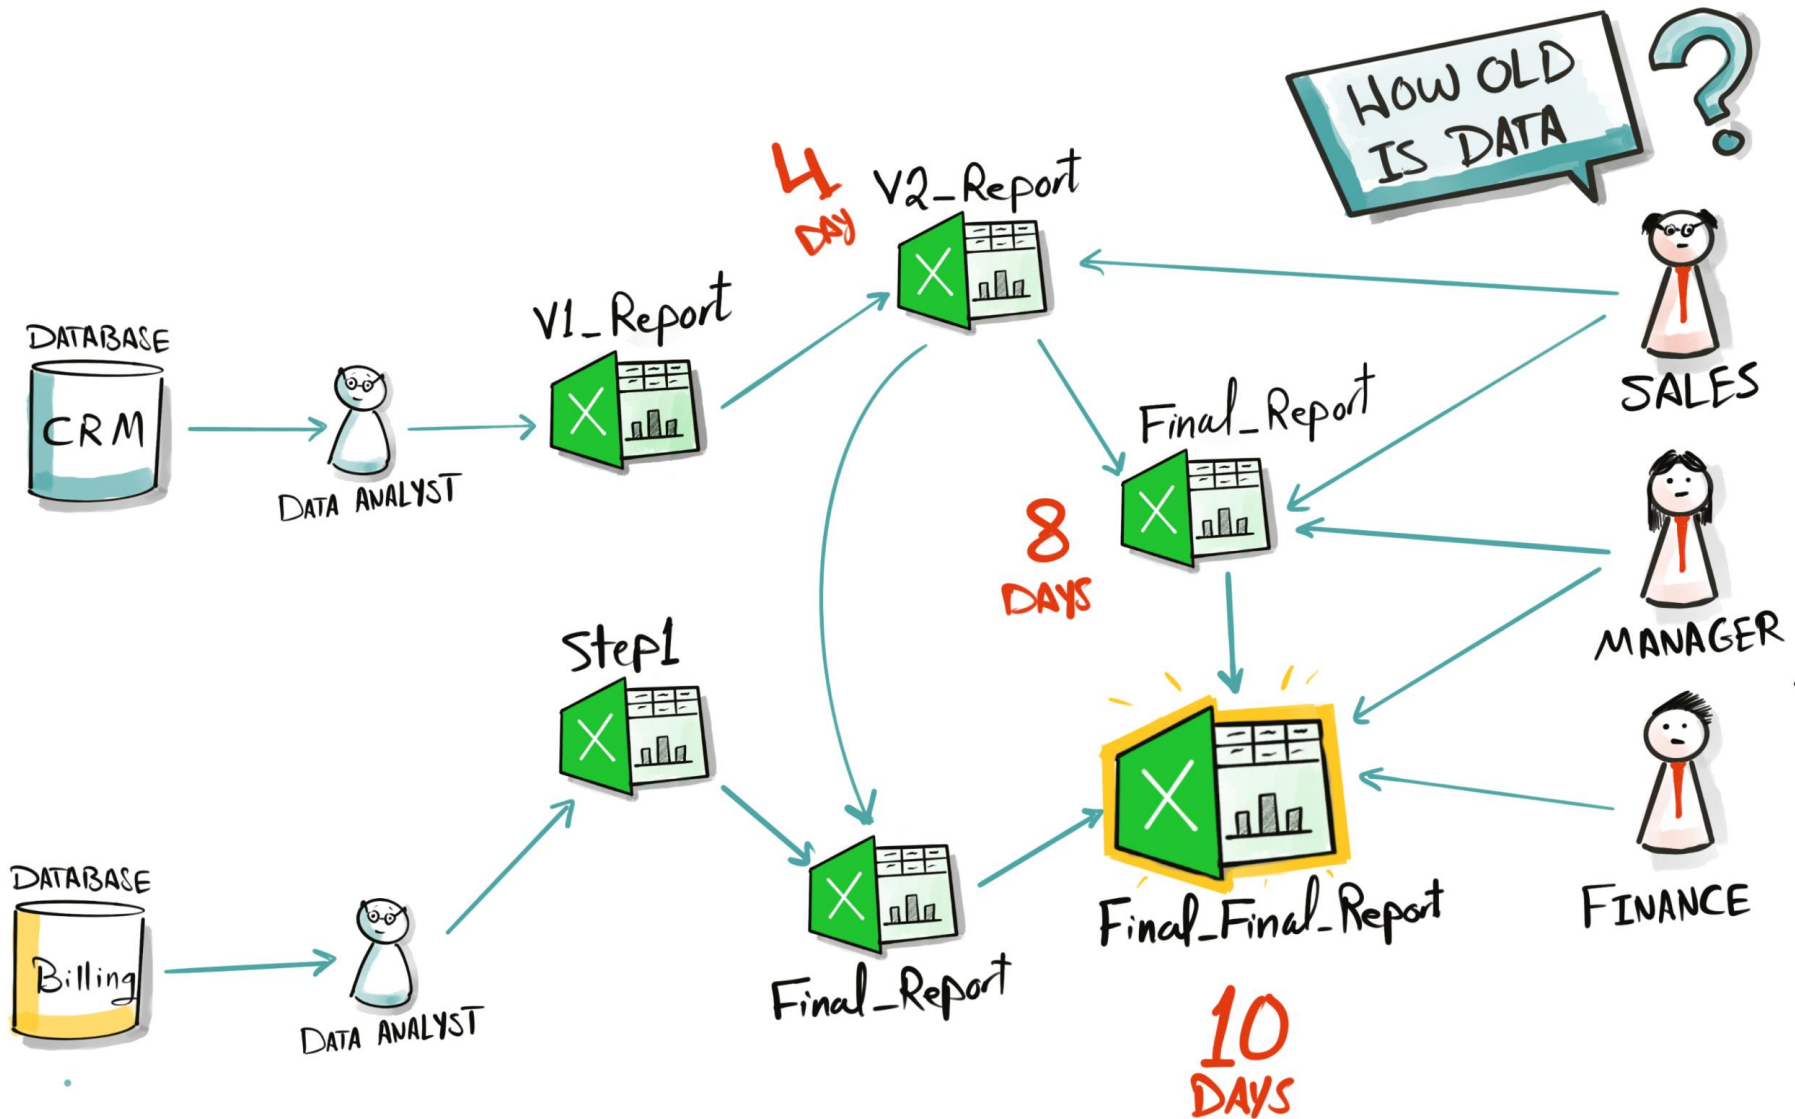 HOW OLD
IS DATA
?
4
DAY
V2_Report
V1_Report
DATABASE
CRM
DATA ANALYST
SALES
Final_Report
8
DAYS
MANAGER
Step1
DATABASE
Billing
DATA ANALYST
Final_Report
Final_Final_Report
FINANCE
10
DAYS